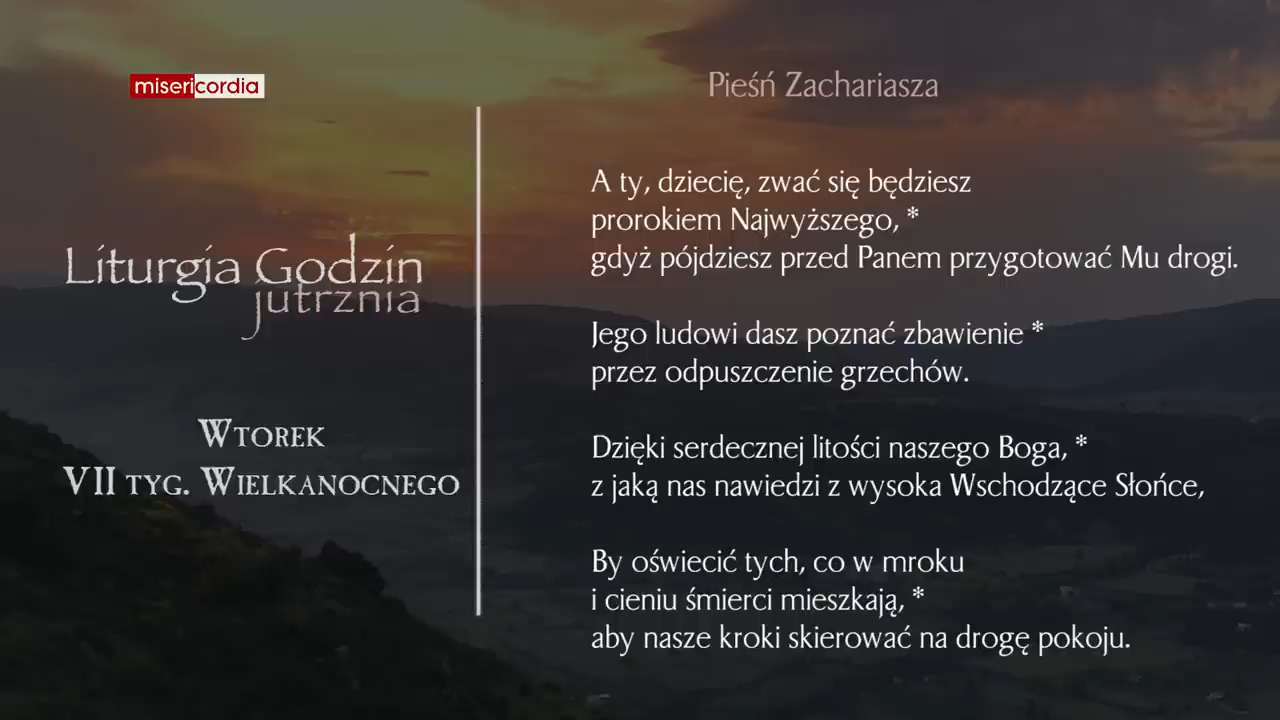 misericordia
Liturgia Godzin
jutrznia
Wtorek
VII tyg. Wielkanocnego
Pieśń Zachariasza
A ty, dziecię, zwać się będziesz
prorokiem Najwyższego, *
gdyż pójdziesz przed Panem przygotować Mu drogi.
Jego ludowi dasz poznać zbawienie *
przez odpuszczenie grzechów.
Dzięki serdecznej litości naszego Boga, *
z jaką nas nawiedzi z wysoka Wschodzące Słońce,
By oświecić tych, co w mroku
i cieniu śmierci mieszkają, *
aby nasze kroki skierować na drogę pokoju.